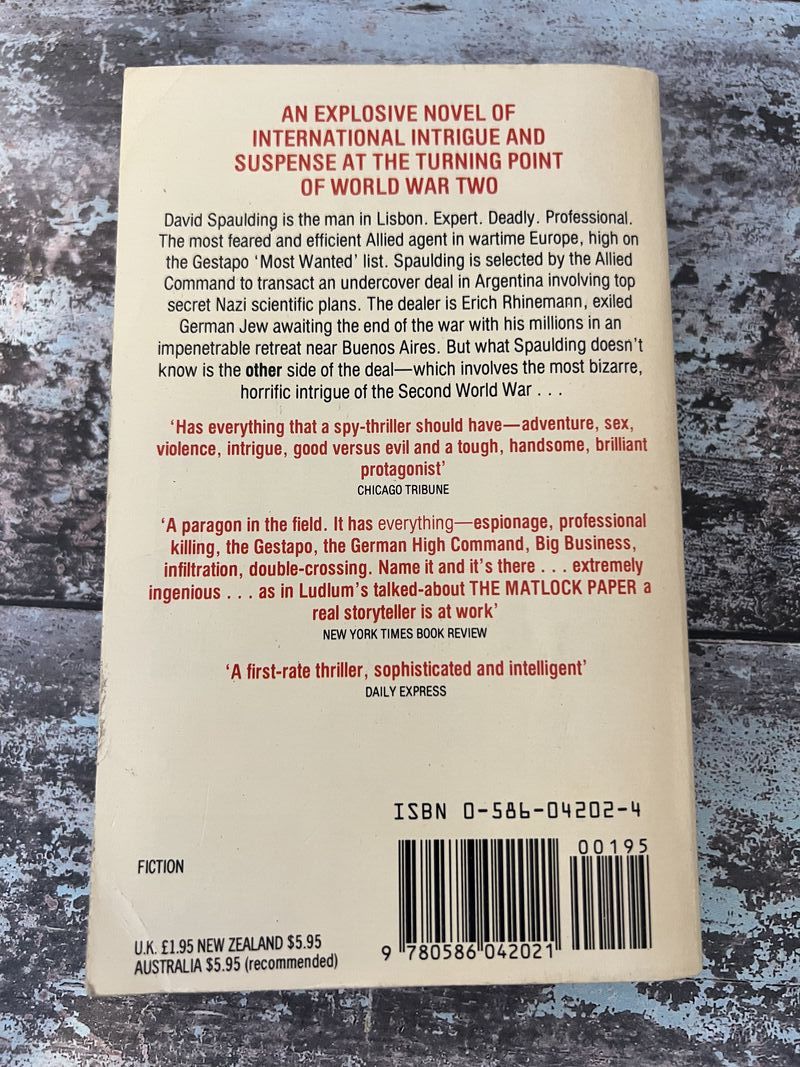 AN EXPLOSIVE NOVEL OF
INTERNATIONAL INTRIGUE AND
SUSPENSE AT THE TURNING POINT
OF WORLD WAR TWO
David Spaulding is the man in Lisbon. Expert. Deadly. Professional.
The most feared and efficient Allied agent in wartime Europe, high on
the Gestapo ‘Most Wanted’ list. Spaulding is selected by the Allied
Command to transact an undercover deal in Argentina involving top
secret Nazi scientific plans. The dealer is Erich Rhinemann, exiled
German Jew awaiting the end of the war with his millions in an
impenetrable retreat near Buenos Aires. But what Spaulding doesn’t
know is the other side of the deal—which involves the most bizarre,
horrific intrigue of the Second World War . . .
‘Has everything that a spy-thriller should have—adventure, sex,
violence, intrigue, good versus evil and a tough, handsome, brilliant
protagonist’
CHICAGO TRIBUNE
‘A paragon in the field. It has everything—espionage, professional
killing, the Gestapo, the German High Command, Big Business,
infiltration, double-crossing. Name it and it’s there . . . extremely
ingenious . . . as in Ludlum’s talked-about THE MATLOCK PAPER a
real storyteller is at work’
NEW YORK TIMES BOOK REVIEW
‘A first-rate thriller, sophisticated and intelligent’
DAILY EXPRESS
ISBN 0-586-04202-4
00195
FICTION
9 780586 042021
U.K. £1.95 NEW ZEALAND $5.95
AUSTRALIA $5.95 (recommended)